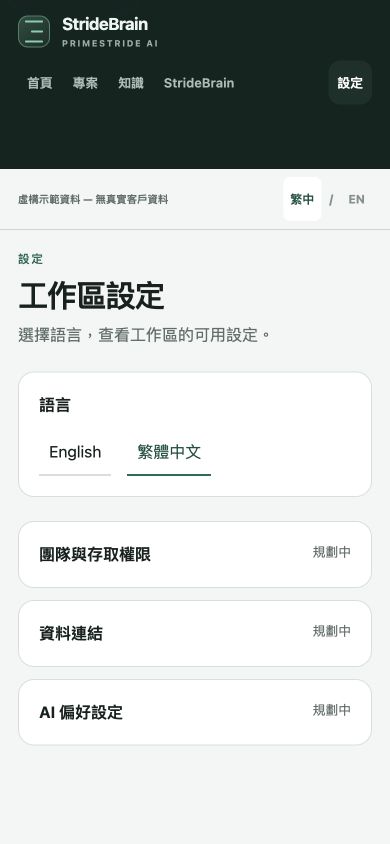 StrideBrain
PRIMESTRIDE AI
首頁 專案 知識 StrideBrain 設定
虛構示範資料 — 無真實客戶資料 繁中 / EN
設定
工作區設定
選擇語言，查看工作區的可用設定。
語言
English 繁體中文
團隊與存取權限 規劃中
資料連結 規劃中
AI 偏好設定 規劃中